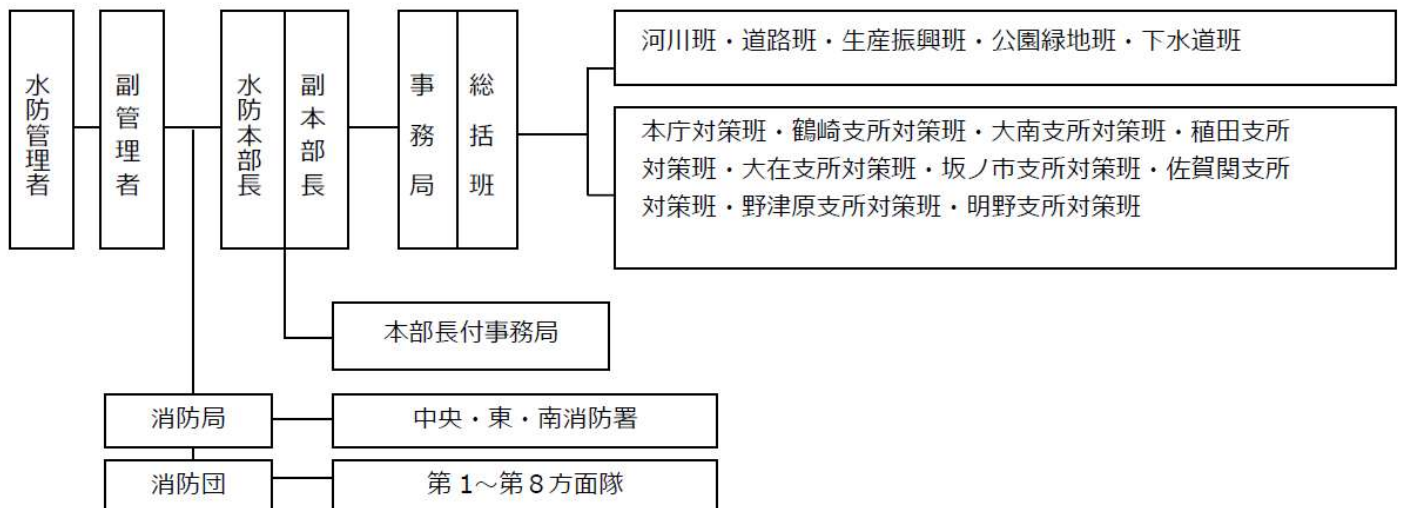 水防管理者
副管理者
水防本部長
副本部長
事務局
総括班
河川班・道路班・生産振興班・公園緑地班・下水道班
本庁対策班・鶴崎支所対策班・大南支所対策班・稙田支所
対策班・大在支所対策班・坂ノ市支所対策班・佐賀関支所
対策班・野津原支所対策班・明野支所対策班
本部長付事務局
消防局
中央・東・南消防署
消防団
第1～第８方面隊